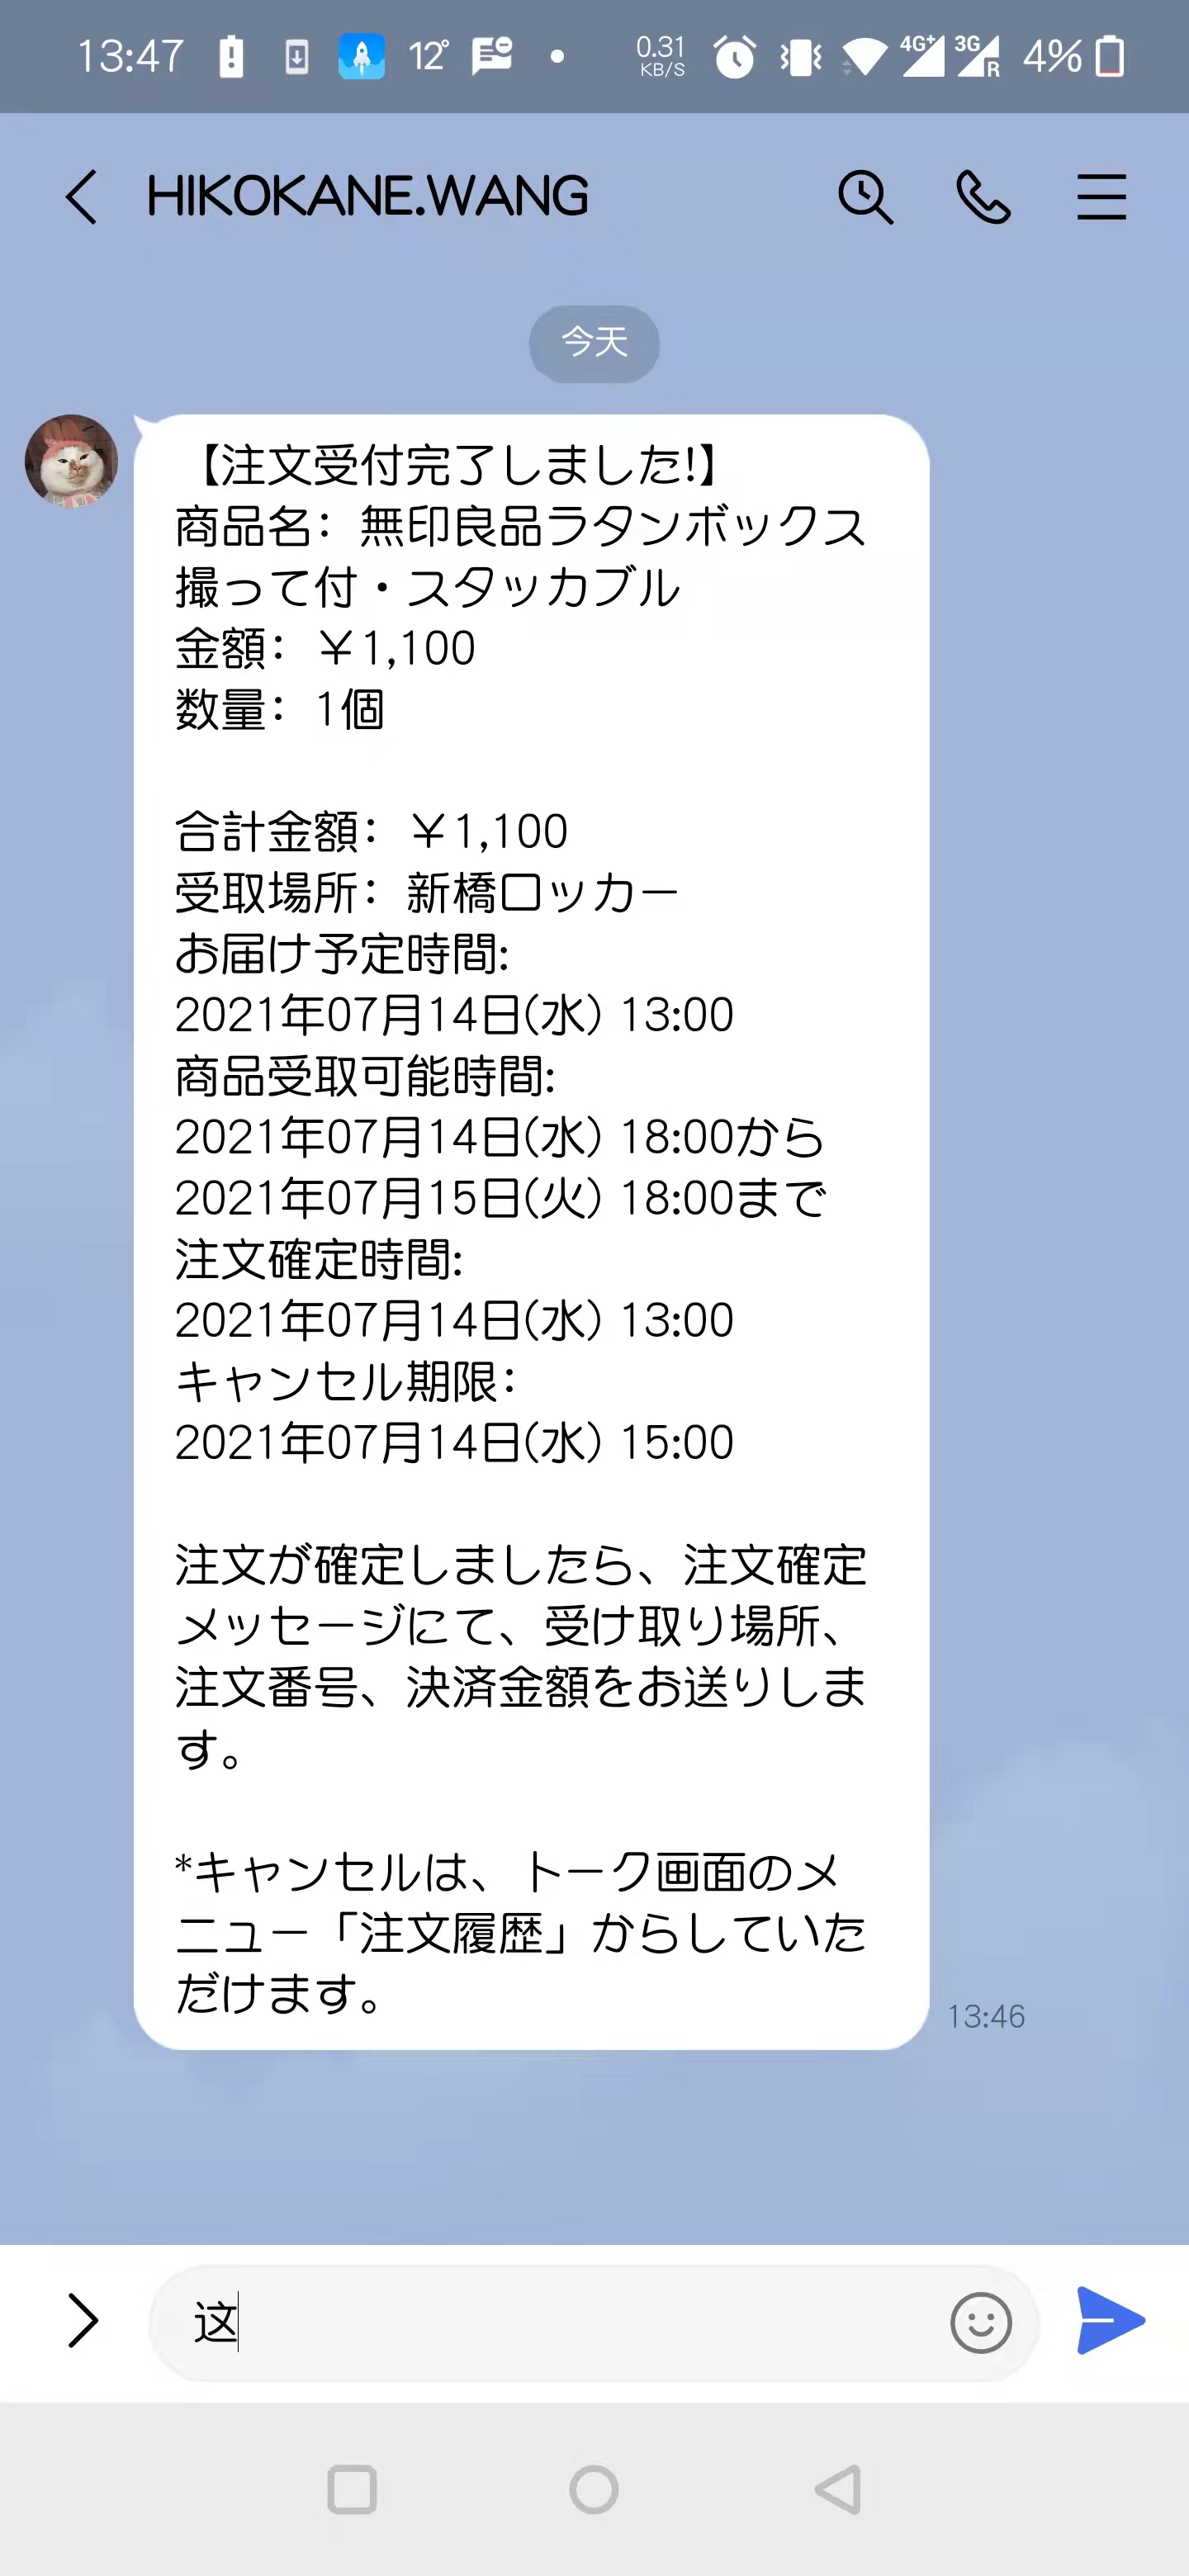 13:47 12° 0.31 KB/S 4G+ 3G R 4%
HIKOKANE.WANG
今天
【注文受付完了しました!】
商品名：無印良品ラタンボックス
撮って付・スタッカブル
金額：￥1,100
数量：1個
合計金額：￥1,100
受取場所：新橋ロッカー
お届け予定時間:
2021年07月14日(水) 13:00
商品受取可能時間:
2021年07月14日(水) 18:00から
2021年07月15日(火) 18:00まで
注文確定時間:
2021年07月14日(水) 13:00
キャンセル期限：
2021年07月14日(水) 15:00
注文が確定しましたら、注文確定
メッセージにて、受け取り場所、
注文番号、決済金額をお送りしま
す。
*キャンセルは、トーク画面のメ
ニュー「注文履歴」からしていた
だけます。
13:46
这